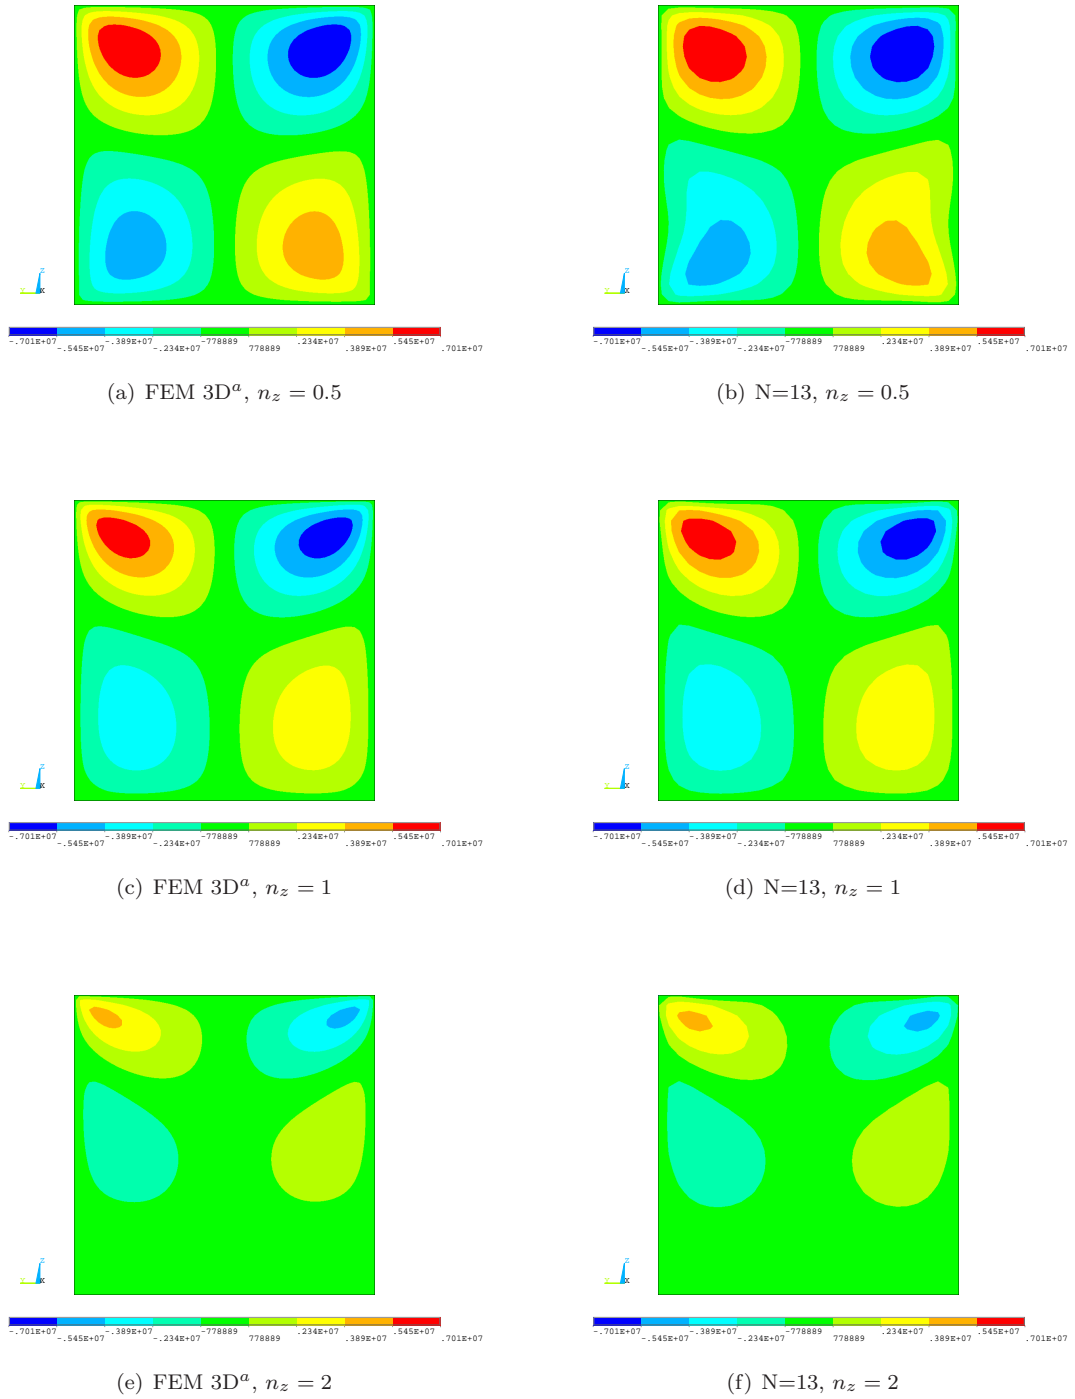 Z
Y X
Z
Y X
-.701E+07 -.389E+07 -778889 .234E+07 .545E+07
-.545E+07 -.234E+07 778889 .389E+07 .701E+07
-.701E+07 -.389E+07 -778889 .234E+07 .545E+07
-.545E+07 -.234E+07 778889 .389E+07 .701E+07
(a) FEM 3Dᵃ, n_z = 0.5
(b) N=13, n_z = 0.5
Z
Y X
Z
Y X
-.701E+07 -.389E+07 -778889 .234E+07 .545E+07
-.545E+07 -.234E+07 778889 .389E+07 .701E+07
-.701E+07 -.389E+07 -778889 .234E+07 .545E+07
-.545E+07 -.234E+07 778889 .389E+07 .701E+07
(c) FEM 3Dᵃ, n_z = 1
(d) N=13, n_z = 1
Z
Y X
Z
Y X
-.701E+07 -.389E+07 -778889 .234E+07 .545E+07
-.545E+07 -.234E+07 778889 .389E+07 .701E+07
-.701E+07 -.389E+07 -778889 .234E+07 .545E+07
-.545E+07 -.234E+07 778889 .389E+07 .701E+07
(e) FEM 3Dᵃ, n_z = 2
(f) N=13, n_z = 2